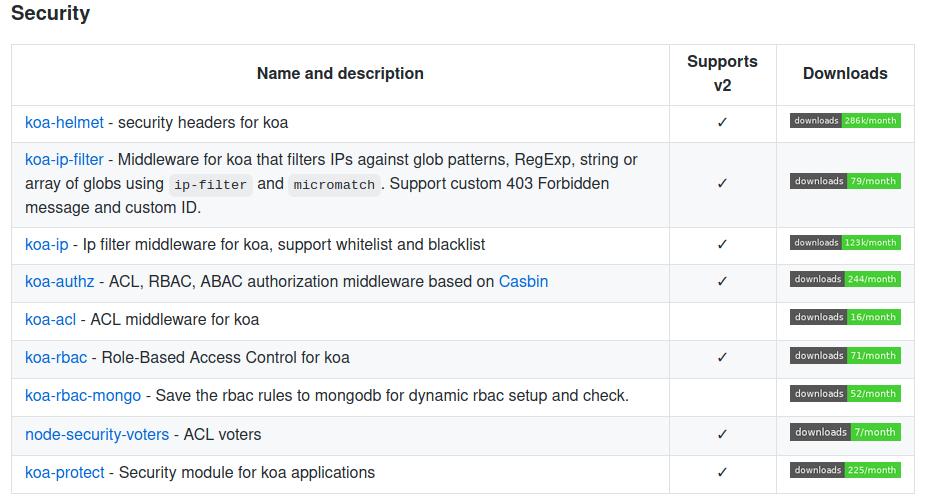 Security
Name and description
Supports
v2
Downloads
koa-helmet - security headers for koa ✓ downloads 286k/month
koa-ip-filter - Middleware for koa that filters IPs against glob patterns, RegExp, string or
array of globs using ip-filter and micromatch. Support custom 403 Forbidden ✓ downloads 79/month
message and custom ID.
koa-ip - Ip filter middleware for koa, support whitelist and blacklist ✓ downloads 123k/month
koa-authz - ACL, RBAC, ABAC authorization middleware based on Casbin ✓ downloads 244/month
koa-acl - ACL middleware for koa downloads 16/month
koa-rbac - Role-Based Access Control for koa ✓ downloads 71/month
koa-rbac-mongo - Save the rbac rules to mongodb for dynamic rbac setup and check. downloads 52/month
node-security-voters - ACL voters ✓ downloads 7/month
koa-protect - Security module for koa applications ✓ downloads 225/month